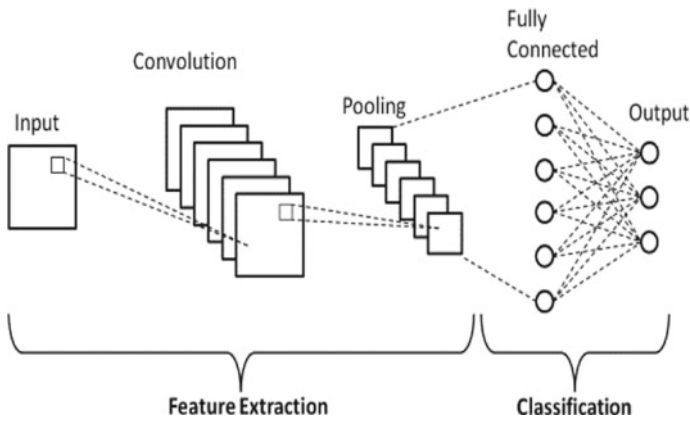 Input
Convolution
Pooling
Fully
Connected
Output
Feature Extraction
Classification